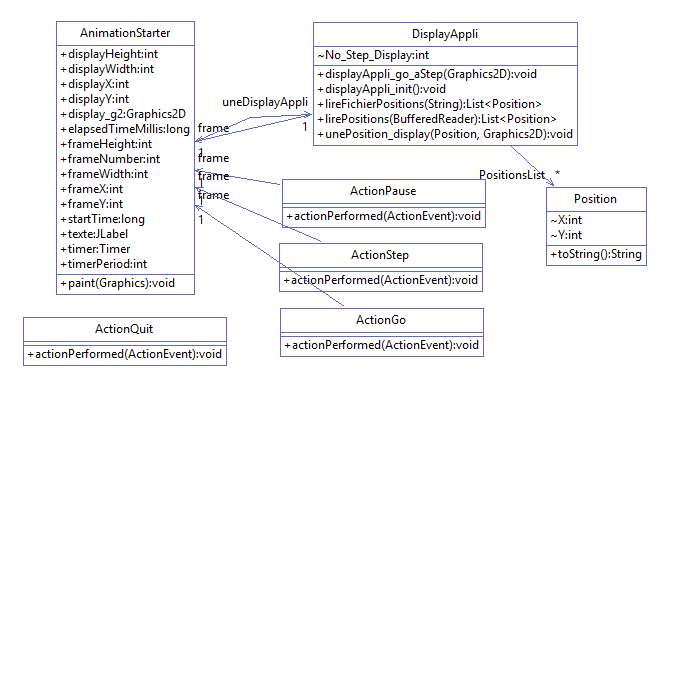 AnimationStarter
+displayHeight:int
+displayWidth:int
+displayX:int
+displayY:int
+display_g2:Graphics2D
+elapsedTimeMillis:long
+frameHeight:int
+frameNumber:int
+frameWidth:int
+frameX:int
+frameY:int
+startTime:long
+texte:JLabel
+timer:Timer
+timerPeriod:int
+paint(Graphics):void
DisplayAppli
~No_Step_Display:int
+displayAppli_go_aStep(Graphics2D):void
+displayAppli_init():void
+lireFichierPositions(String):List<Position>
+lirePositions(BufferedReader):List<Position>
+unePosition_display(Position, Graphics2D):void
uneDisplayAppli
1
frame
1
frame
1
frame
1
frame
1
PositionsList
*
Position
~X:int
~Y:int
+toString():String
ActionPause
+actionPerformed(ActionEvent):void
ActionStep
+actionPerformed(ActionEvent):void
ActionGo
+actionPerformed(ActionEvent):void
ActionQuit
+actionPerformed(ActionEvent):void